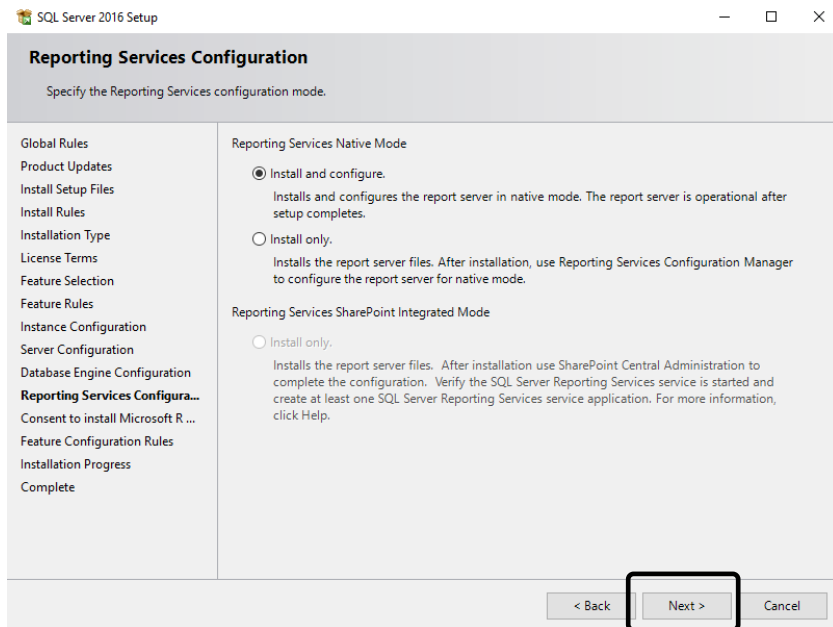 SQL Server 2016 Setup
Reporting Services Configuration
Specify the Reporting Services configuration mode.
Global Rules
Product Updates
Install Setup Files
Install Rules
Installation Type
License Terms
Feature Selection
Feature Rules
Instance Configuration
Server Configuration
Database Engine Configuration
Reporting Services Configura...
Consent to install Microsoft R ...
Feature Configuration Rules
Installation Progress
Complete
Reporting Services Native Mode
Install and configure.
Installs and configures the report server in native mode. The report server is operational after
setup completes.
Install only.
Installs the report server files. After installation, use Reporting Services Configuration Manager
to configure the report server for native mode.
Reporting Services SharePoint Integrated Mode
Install only.
Installs the report server files. After installation use SharePoint Central Administration to
complete the configuration. Verify the SQL Server Reporting Services service is started and
create at least one SQL Server Reporting Services service application. For more information,
click Help.
< Back
Next >
Cancel